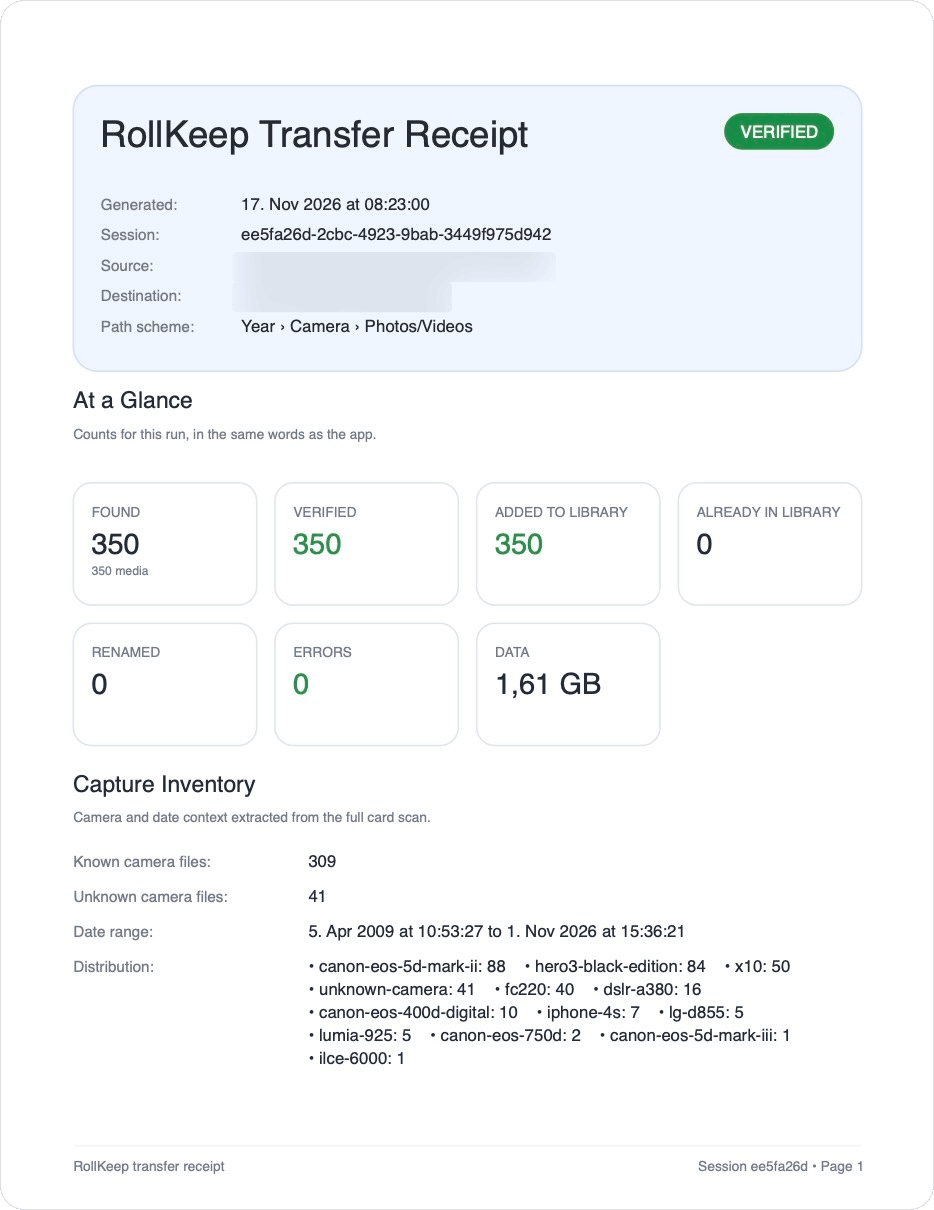 RollKeep Transfer Receipt
VERIFIED
Generated: 17. Nov 2026 at 08:23:00
Session: ee5fa26d-2cbc-4923-9bab-3449f975d942
Source:
Destination:
Path scheme: Year › Camera › Photos/Videos
At a Glance
Counts for this run, in the same words as the app.
FOUND
350
350 media
VERIFIED
350
ADDED TO LIBRARY
350
ALREADY IN LIBRARY
0
RENAMED
0
ERRORS
0
DATA
1,61 GB
Capture Inventory
Camera and date context extracted from the full card scan.
Known camera files: 309
Unknown camera files: 41
Date range: 5. Apr 2009 at 10:53:27 to 1. Nov 2026 at 15:36:21
Distribution: • canon-eos-5d-mark-ii: 88 • hero3-black-edition: 84 • x10: 50
• unknown-camera: 41 • fc220: 40 • dslr-a380: 16
• canon-eos-400d-digital: 10 • iphone-4s: 7 • lg-d855: 5
• lumia-925: 5 • canon-eos-750d: 2 • canon-eos-5d-mark-iii: 1
• ilce-6000: 1
RollKeep transfer receipt
Session ee5fa26d • Page 1